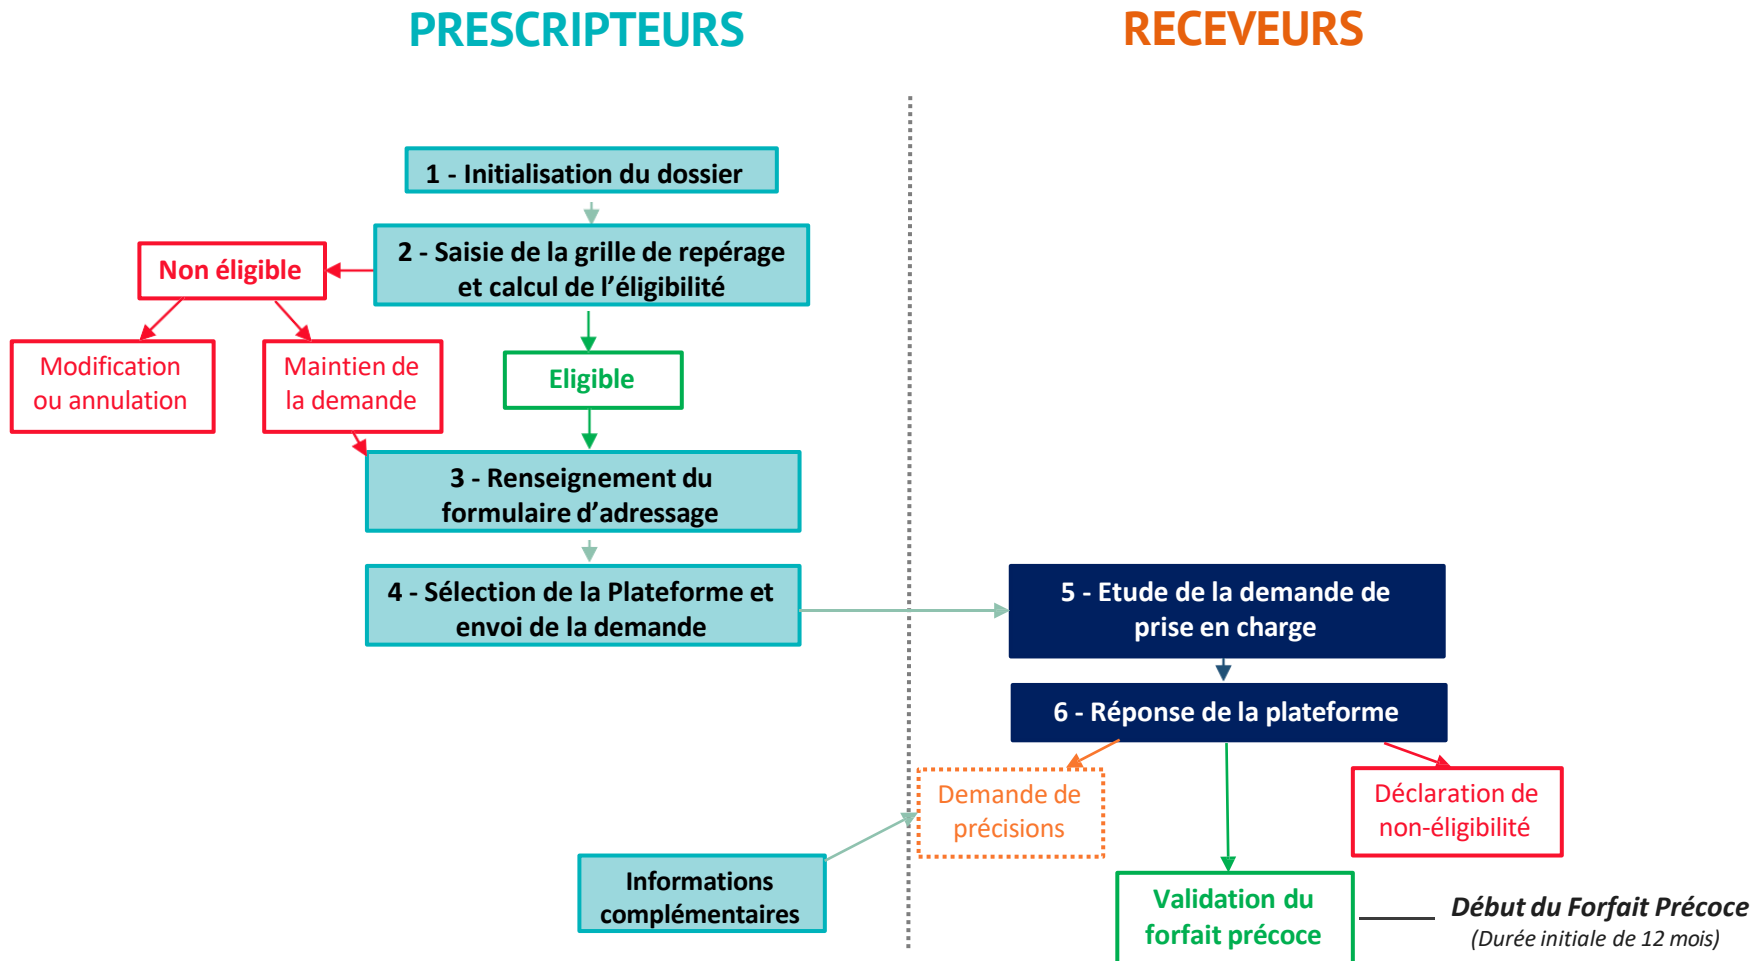 PRESCRIPTEURS
RECEVEURS
1 - Initialisation du dossier
2 - Saisie de la grille de repérage
et calcul de l’éligibilité
Non éligible
Modification
ou annulation
Maintien de
la demande
Eligible
3 - Renseignement du
formulaire d’adressage
4 - Sélection de la Plateforme et
envoi de la demande
5 - Etude de la demande de
prise en charge
6 - Réponse de la plateforme
Demande de
précisions
Déclaration de
non-éligibilité
Informations
complémentaires
Validation du
forfait précoce
Début du Forfait Précoce
(Durée initiale de 12 mois)